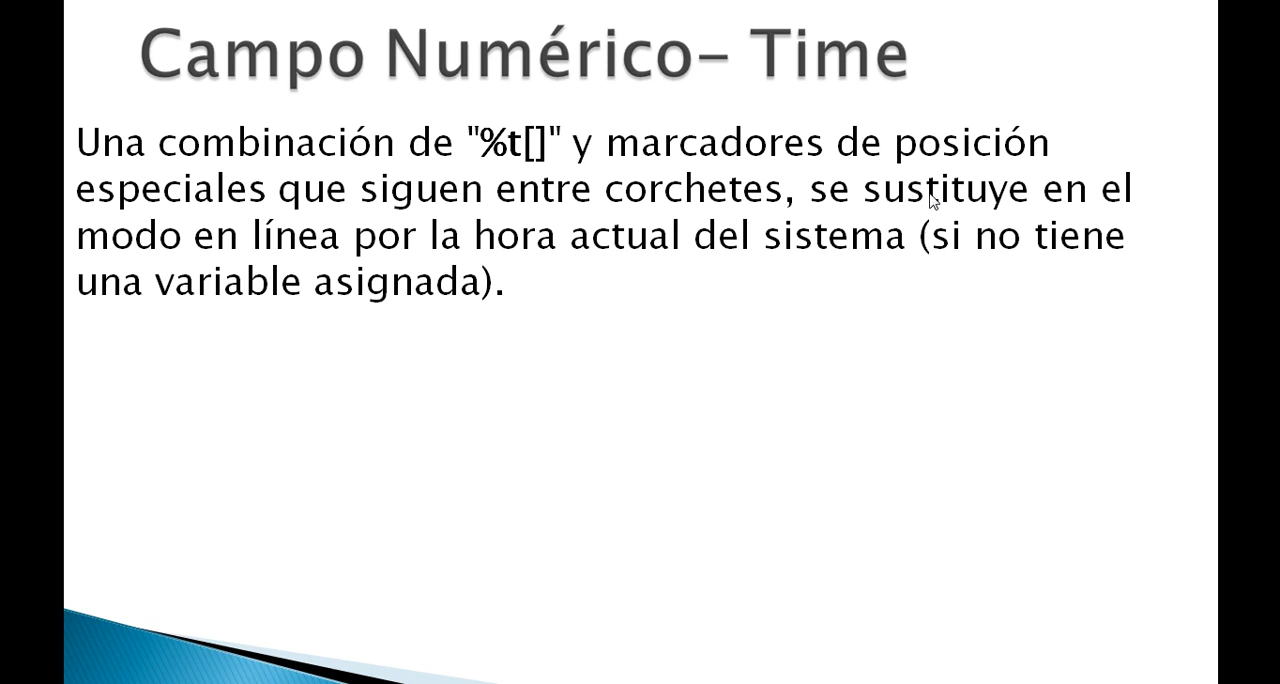 Campo Numérico– Time
Una combinación de "%t[]" y marcadores de posición
especiales que siguen entre corchetes, se sustituye en el
modo en línea por la hora actual del sistema (si no tiene
una variable asignada).